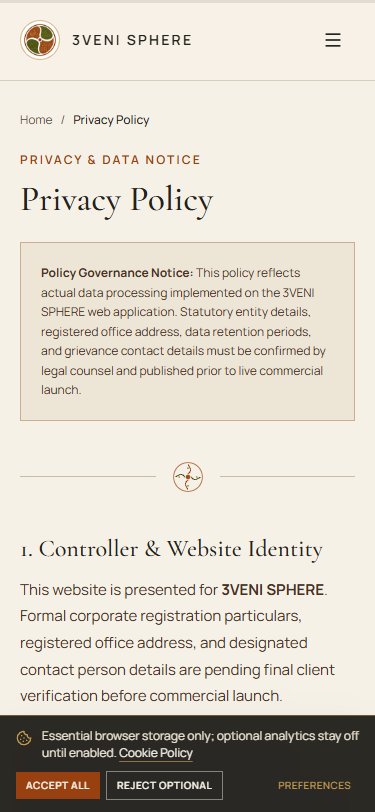 3VENI SPHERE
Home / Privacy Policy
PRIVACY & DATA NOTICE
Privacy Policy
Policy Governance Notice: This policy reflects
actual data processing implemented on the 3VENI
SPHERE web application. Statutory entity details,
registered office address, data retention periods,
and grievance contact details must be confirmed by
legal counsel and published prior to live commercial
launch.
1. Controller & Website Identity
This website is presented for 3VENI SPHERE.
Formal corporate registration particulars,
registered office address, and designated
contact person details are pending final client
verification before commercial launch.
Essential browser storage only; optional analytics stay off
until enabled. Cookie Policy
ACCEPT ALL REJECT OPTIONAL PREFERENCES